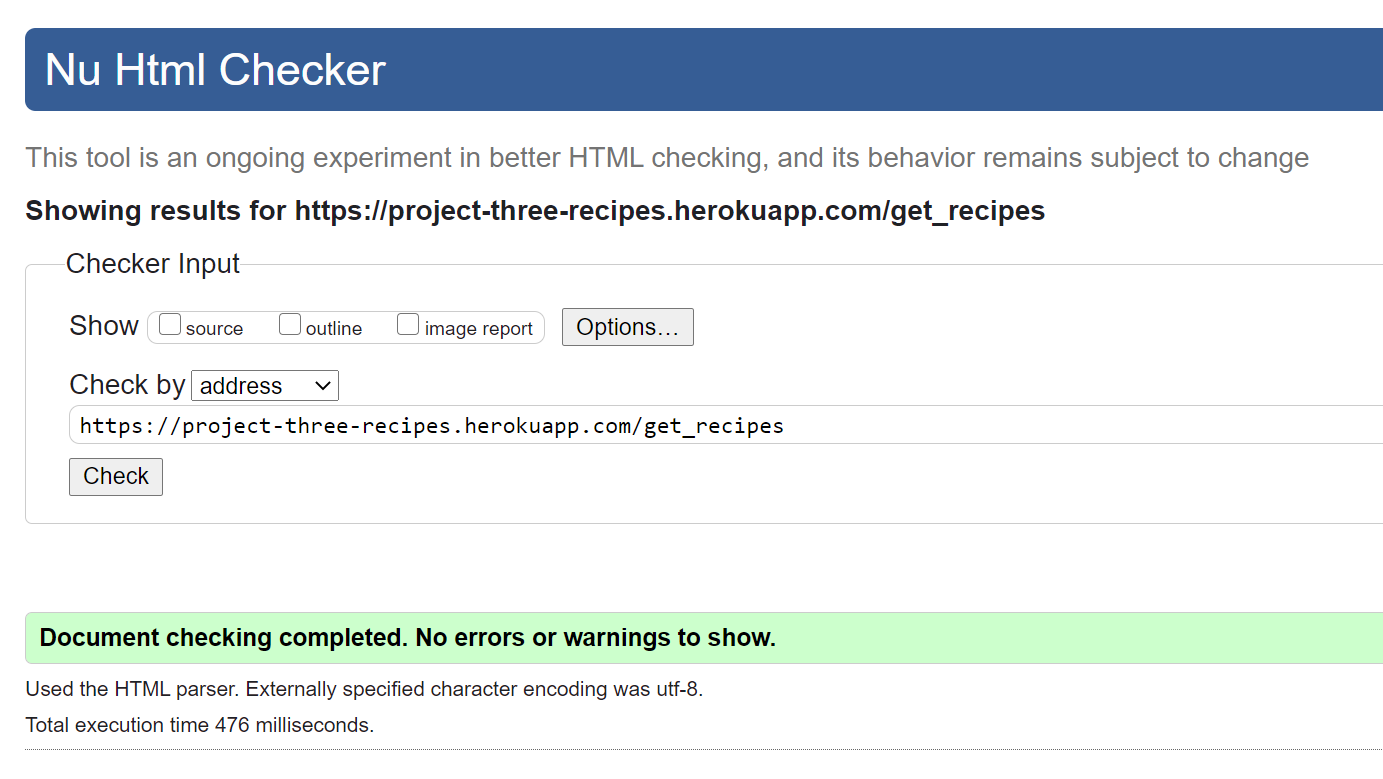 Nu Html Checker
This tool is an ongoing experiment in better HTML checking, and its behavior remains subject to change
Showing results for https://project-three-recipes.herokuapp.com/get_recipes
Checker Input
Show source outline image report Options...
Check by address
https://project-three-recipes.herokuapp.com/get_recipes
Check
Document checking completed. No errors or warnings to show.
Used the HTML parser. Externally specified character encoding was utf-8.
Total execution time 476 milliseconds.